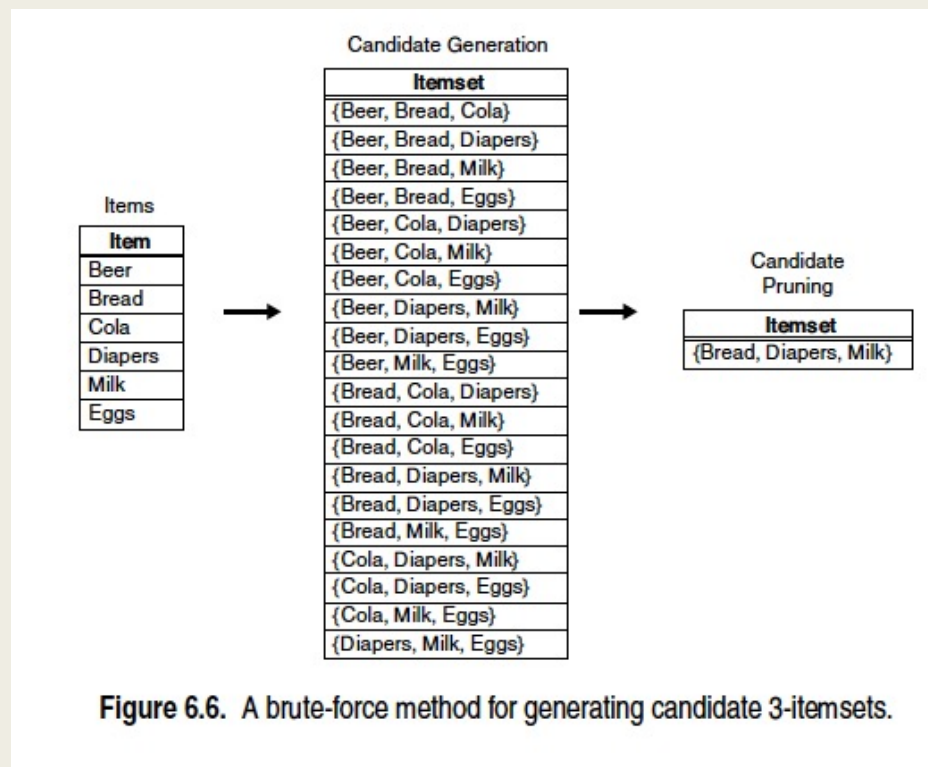 Candidate Generation
Itemset
{Beer, Bread, Cola}
{Beer, Bread, Diapers}
{Beer, Bread, Milk}
{Beer, Bread, Eggs}
{Beer, Cola, Diapers}
{Beer, Cola, Milk}
{Beer, Cola, Eggs}
{Beer, Diapers, Milk}
{Beer, Diapers, Eggs}
{Beer, Milk, Eggs}
{Bread, Cola, Diapers}
{Bread, Cola, Milk}
{Bread, Cola, Eggs}
{Bread, Diapers, Milk}
{Bread, Diapers, Eggs}
{Bread, Milk, Eggs}
{Cola, Diapers, Milk}
{Cola, Diapers, Eggs}
{Cola, Milk, Eggs}
{Diapers, Milk, Eggs}
Items
Item
Beer
Bread
Cola
Diapers
Milk
Eggs
Candidate
Pruning
Itemset
{Bread, Diapers, Milk}
Figure 6.6. A brute-force method for generating candidate 3-itemsets.